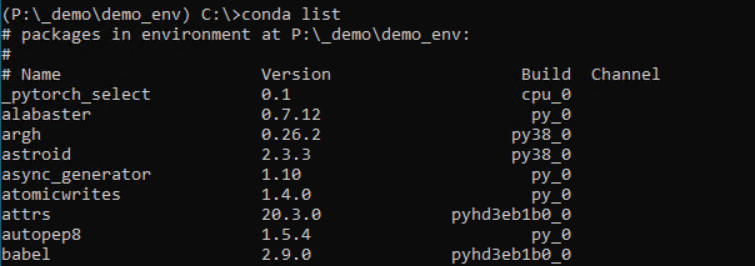 (P:\_demo\demo_env) C:\>conda list
# packages in environment at P:\_demo\demo_env:
#
# Name                    Version                   Build  Channel
_pytorch_select           0.1                       cpu_0
alabaster                 0.7.12                     py_0
argh                      0.26.2                   py38_0
astroid                   2.3.3                    py38_0
async_generator           1.10                       py_0
atomicwrites              1.4.0                      py_0
attrs                     20.3.0             pyhd3eb1b0_0
autopep8                  1.5.4                      py_0
babel                     2.9.0              pyhd3eb1b0_0